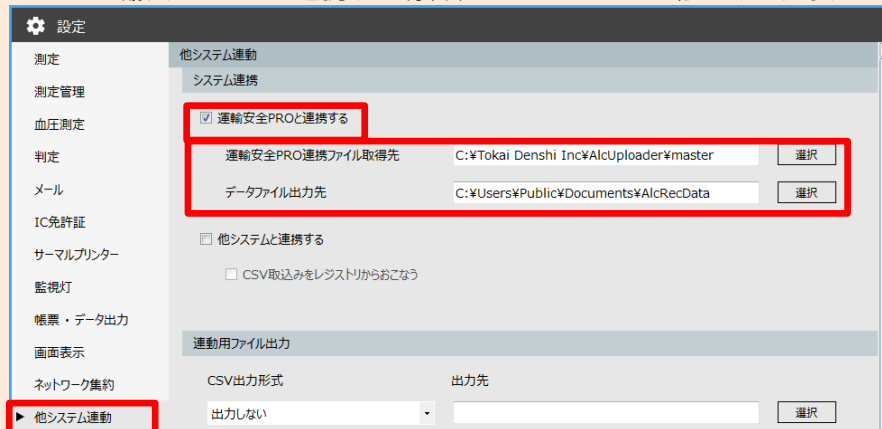 設定
測定
測定管理
血圧測定
判定
メール
IC免許証
サーマルプリンター
監視灯
帳票・データ出力
画面表示
ネットワーク集約
▶ 他システム連動
他システム連動
システム連携
運輸安全PROと連携する
運輸安全PRO連携ファイル取得先 C:¥Tokai Denshi Inc¥AlcUploader¥master 選択
データファイル出力先 C:¥Users¥Public¥Documents¥AlcRecData 選択
他システムと連携する
CSV取込みをレジストリからおこなう
連動用ファイル出力
CSV出力形式 出力先
出力しない 選択